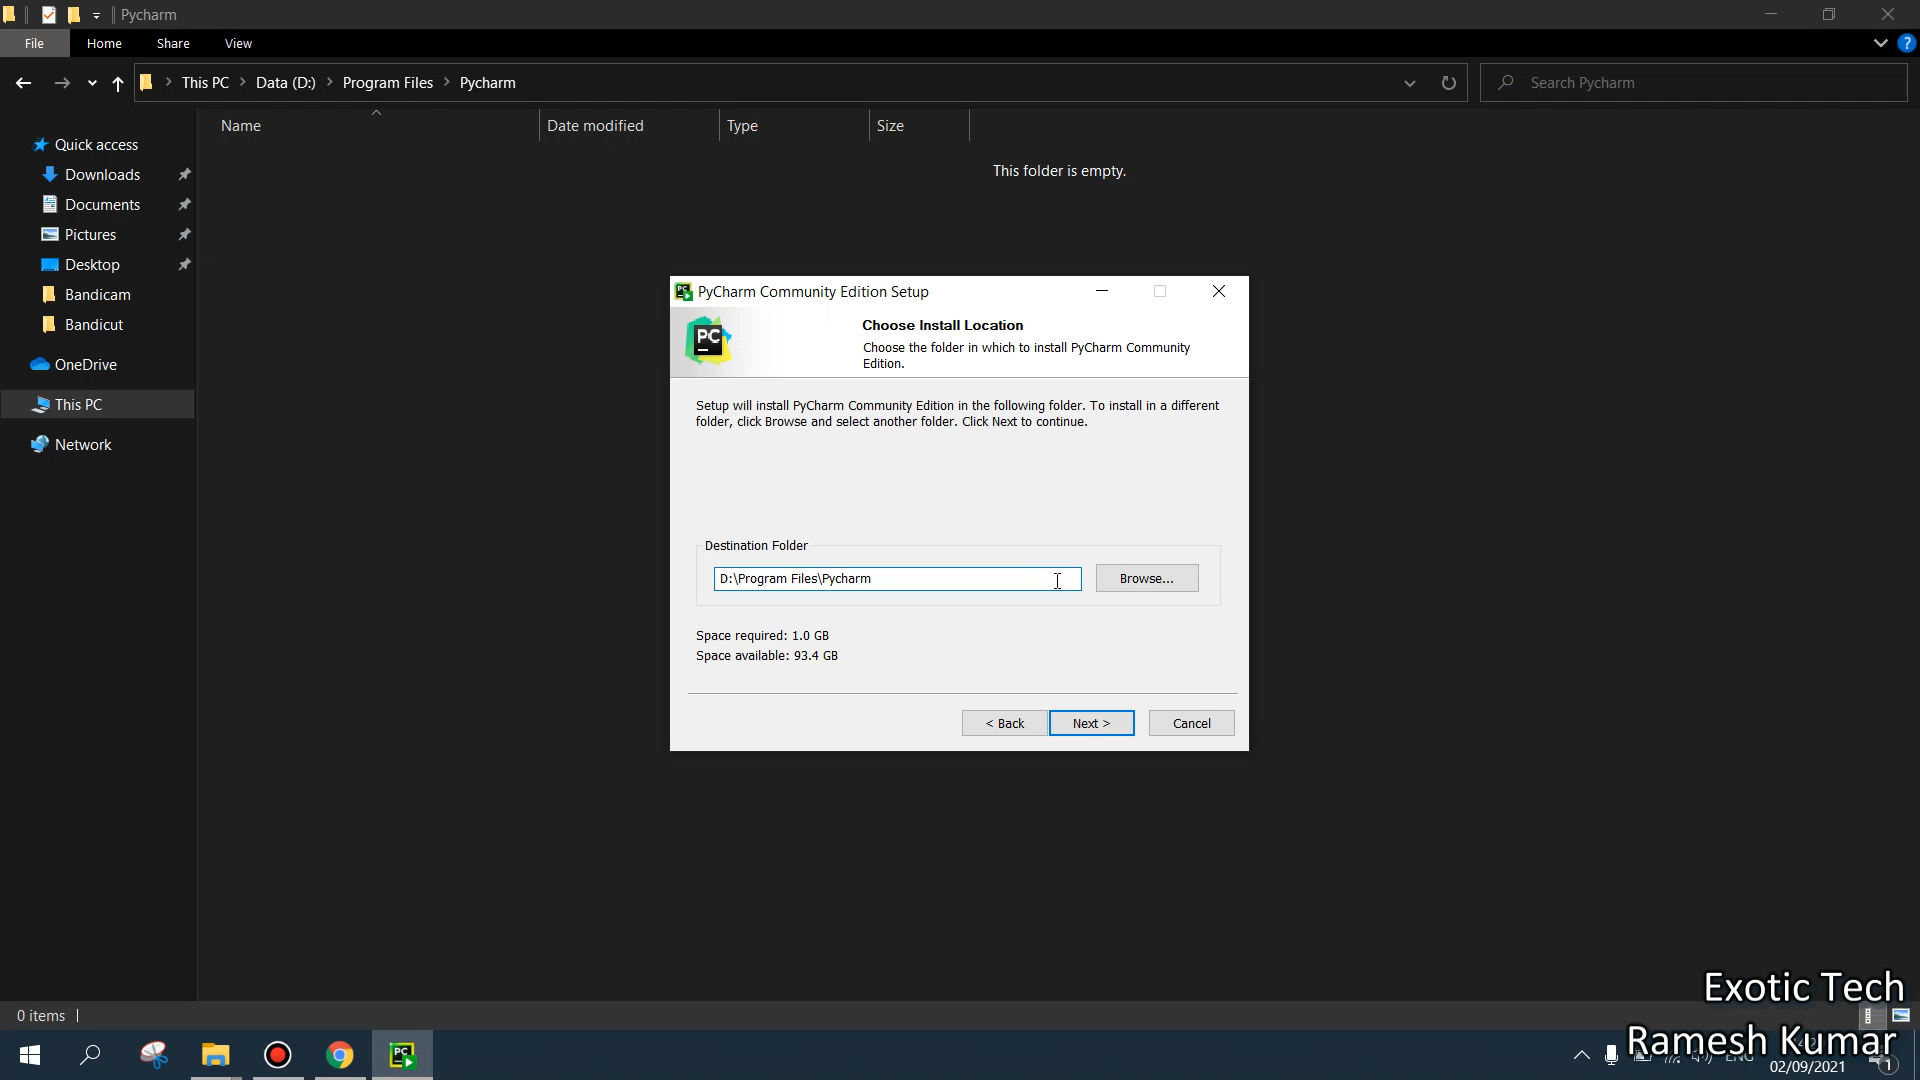 Pycharm
File Home Share View
This PC Data (D:) Program Files Pycharm
Search Pycharm
Name Date modified Type Size
This folder is empty.
Quick access
Downloads
Documents
Pictures
Desktop
Bandicam
Bandicut
OneDrive
This PC
Network
PyCharm Community Edition Setup
PC
Choose Install Location
Choose the folder in which to install PyCharm Community
Edition.
Setup will install PyCharm Community Edition in the following folder. To install in a different
folder, click Browse and select another folder. Click Next to continue.
Destination Folder
D:\Program Files\Pycharm
Browse...
Space required: 1.0 GB
Space available: 93.4 GB
< Back Next > Cancel
0 items
Exotic Tech
Ramesh Kumar
PC
ENG
02/09/2021
1